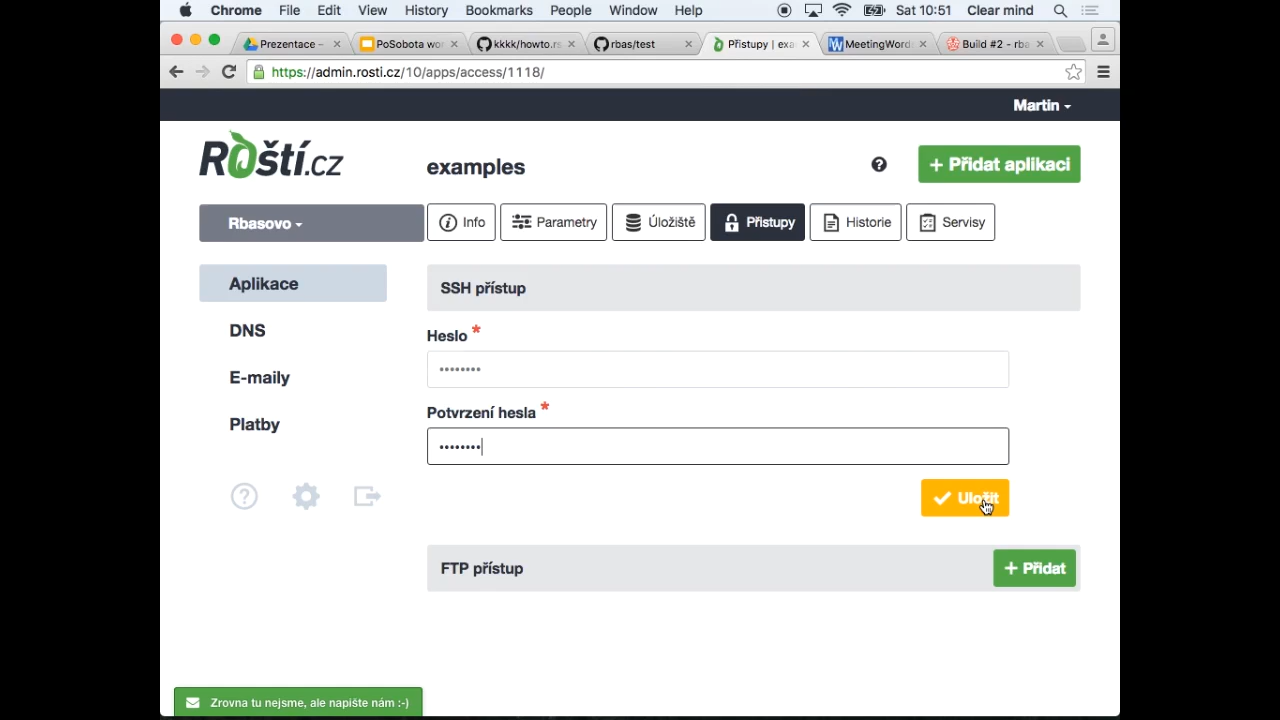 Chrome File Edit View History Bookmarks People Window Help Sat 10:51 Clear mind
Prezentace – PoSobota wor kkkk/howto.rs rbas/test Přístupy | exa MeetingWord Build #2 - rba
https://admin.rosti.cz/10/apps/access/1118/
Martin
Roští.cz examples ? + Přidat aplikaci
Rbasovo Info Parametry Úložiště Přístupy Historie Servisy
Aplikace
DNS
E-maily
Platby
SSH přístup
Heslo *
••••••••
Potvrzení hesla *
••••••••
Uložit
FTP přístup + Přidat
Zrovna tu nejsme, ale napište nám :-)